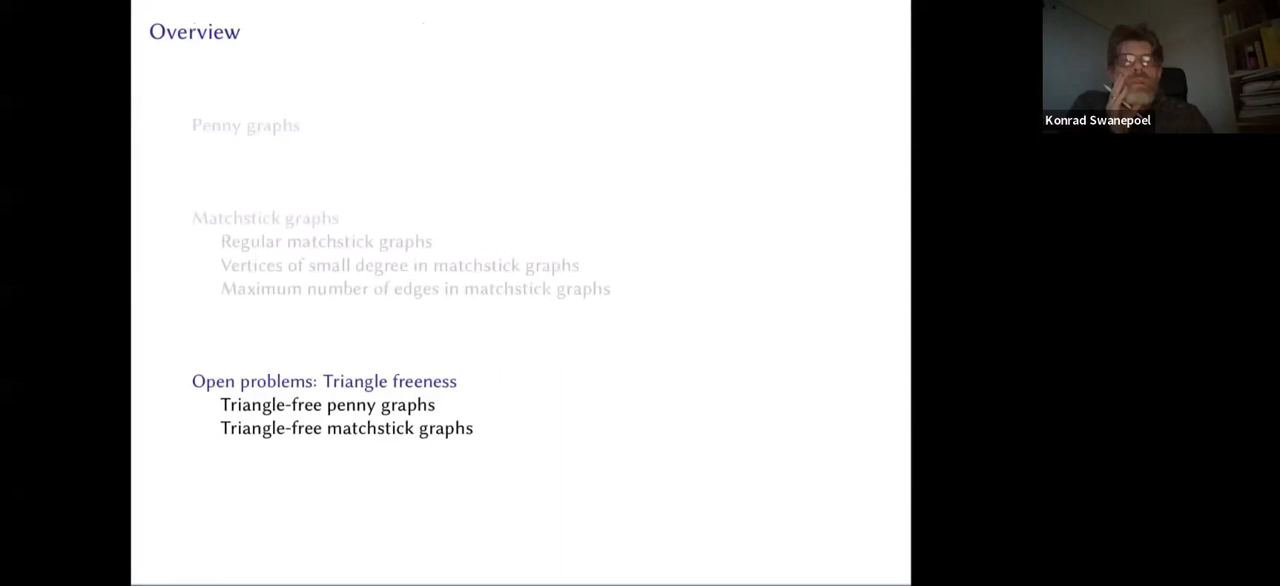 Overview
Penny graphs
Matchstick graphs
Regular matchstick graphs
Vertices of small degree in matchstick graphs
Maximum number of edges in matchstick graphs
Open problems: Triangle freeness
Triangle-free penny graphs
Triangle-free matchstick graphs
Konrad Swanepoel